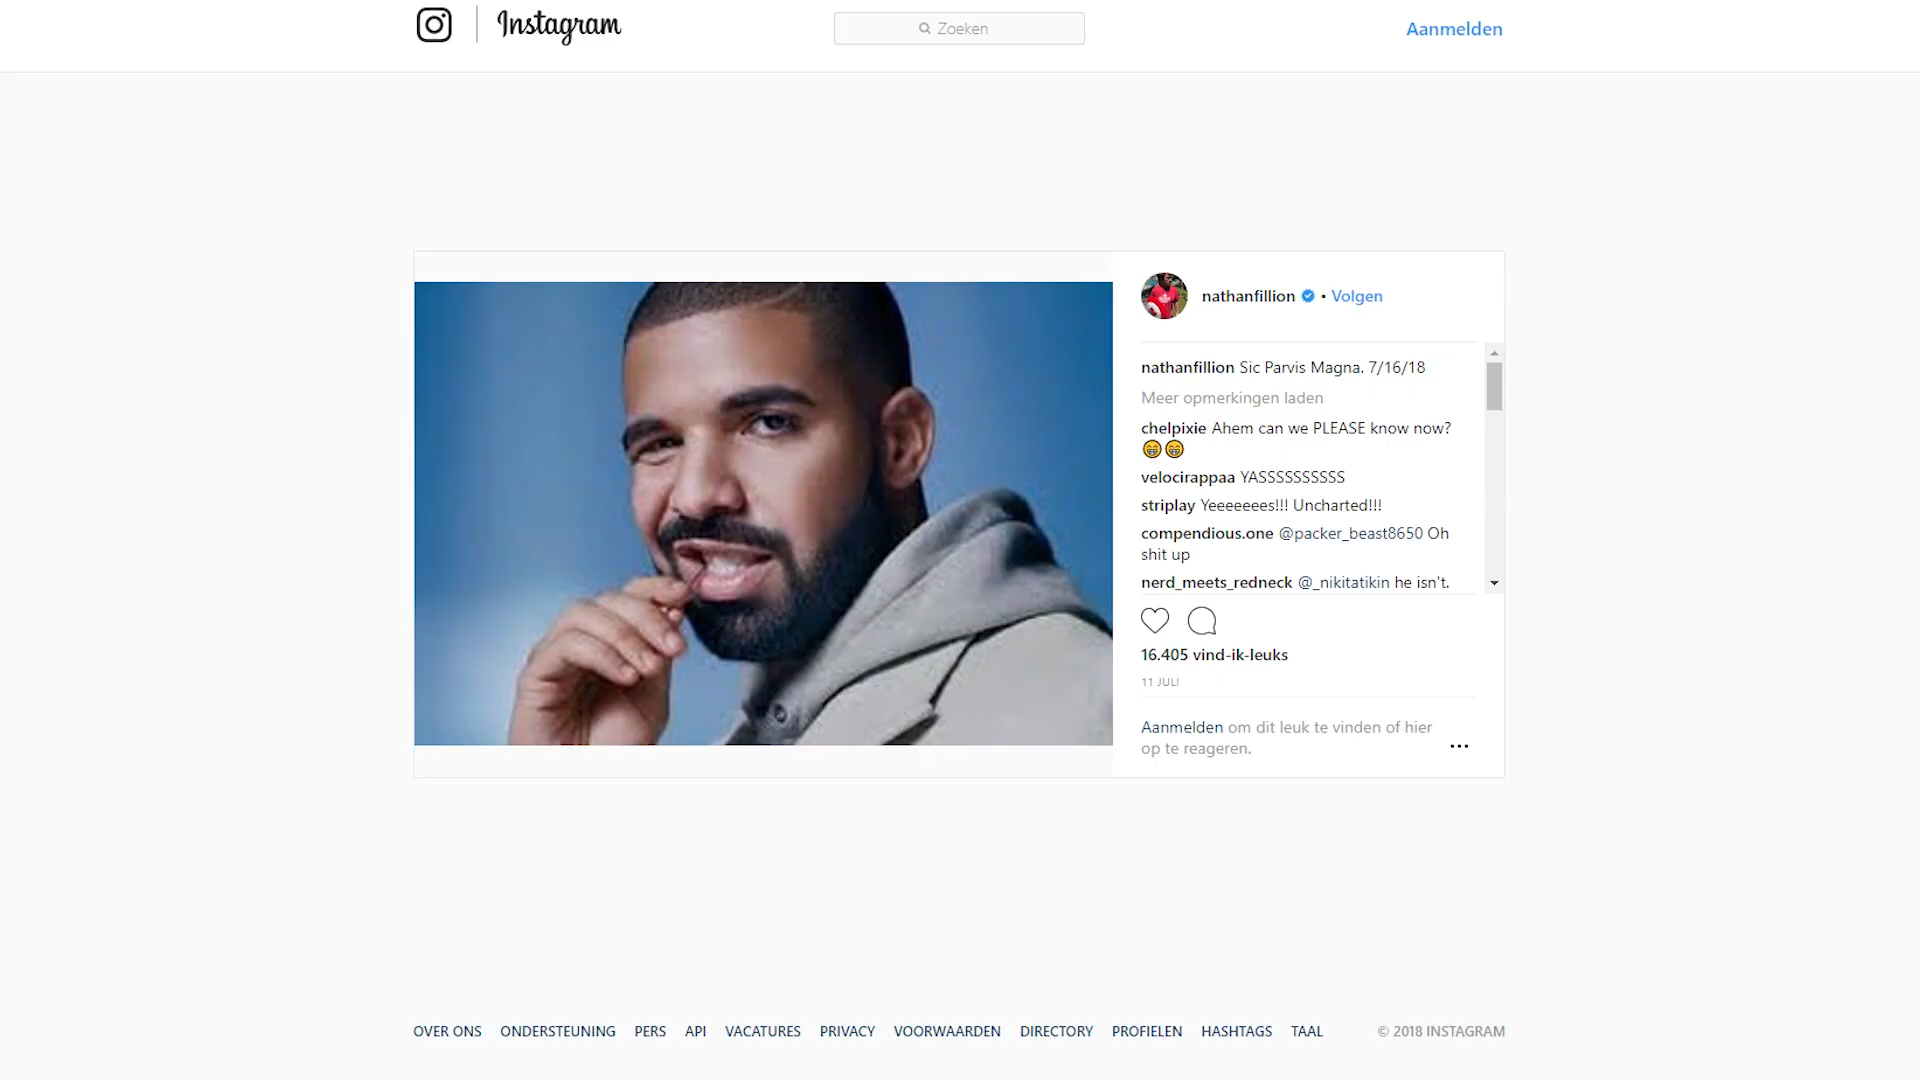 Instagram
Zoeken
Aanmelden
nathanfillion • Volgen
nathanfillion Sic Parvis Magna. 7/16/18
Meer opmerkingen laden
chelpixie Ahem can we PLEASE know now?
😁😁
velocirappaa YASSSSSSSSSS
striplay Yeeeeeees!!! Uncharted!!!
compendious.one @packer_beast8650 Oh
shit up
nerd_meets_redneck @_nikitatikin he isn't.
16.405 vind-ik-leuks
11 JULI
Aanmelden om dit leuk te vinden of hier
op te reageren.
OVER ONS ONDERSTEUNING PERS API VACATURES PRIVACY VOORWAARDEN DIRECTORY PROFIELEN HASHTAGS TAAL © 2018 INSTAGRAM